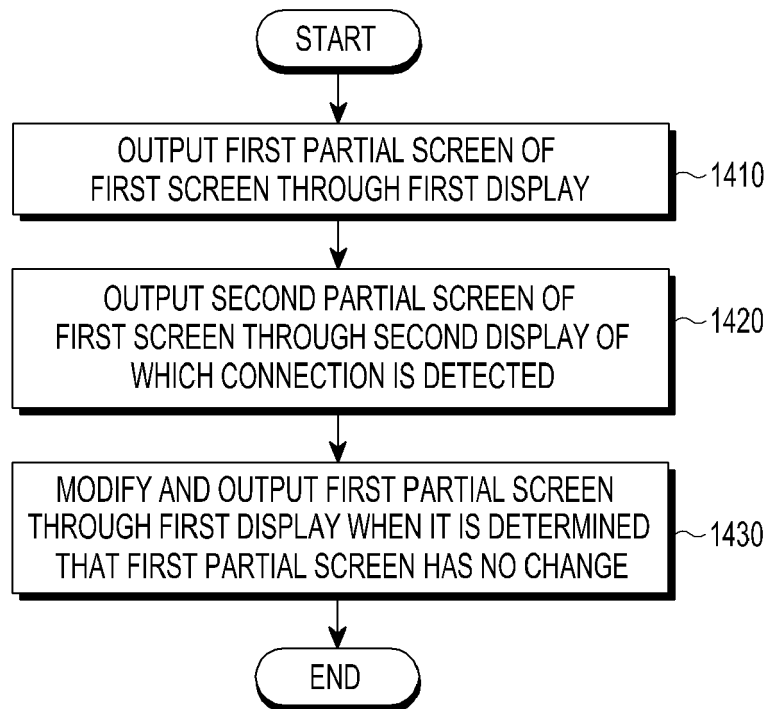 START
OUTPUT FIRST PARTIAL SCREEN OF
FIRST SCREEN THROUGH FIRST DISPLAY
1410
OUTPUT SECOND PARTIAL SCREEN OF
FIRST SCREEN THROUGH SECOND DISPLAY OF
WHICH CONNECTION IS DETECTED
1420
MODIFY AND OUTPUT FIRST PARTIAL SCREEN
THROUGH FIRST DISPLAY WHEN IT IS DETERMINED
THAT FIRST PARTIAL SCREEN HAS NO CHANGE
1430
END